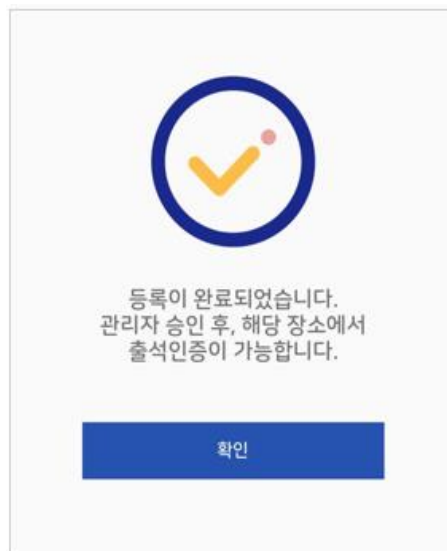 등록이 완료되었습니다.
관리자 승인 후, 해당 장소에서
출석인증이 가능합니다.
확인